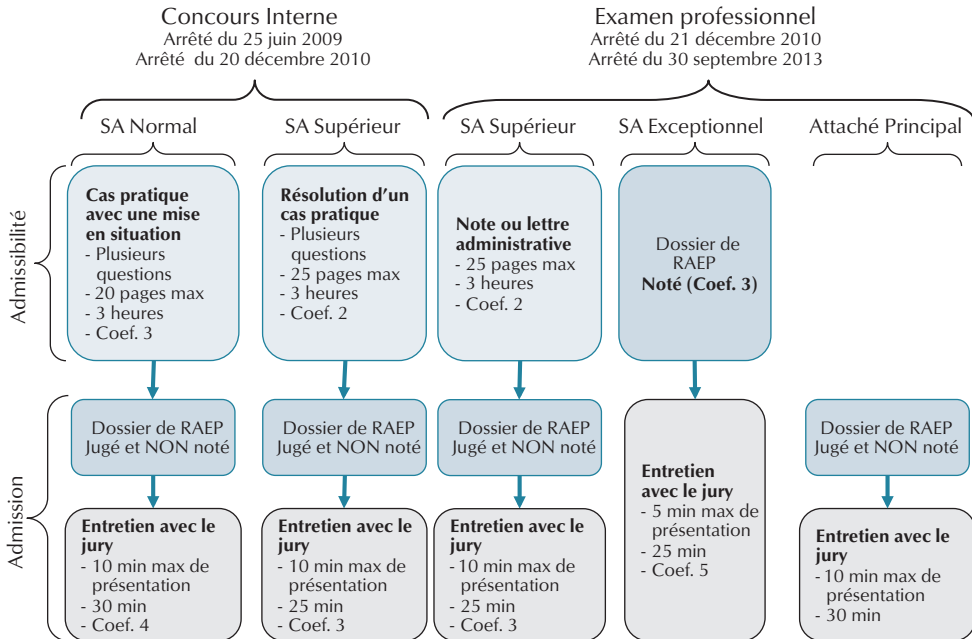 Concours Interne
Arrêté du 25 juin 2009
Arrêté du 20 décembre 2010
Examen professionnel
Arrêté du 21 décembre 2010
Arrêté du 30 septembre 2013
SA Normal
SA Supérieur
SA Supérieur
SA Exceptionnel
Attaché Principal
Admissibilité
Cas pratique
avec une mise
en situation
- Plusieurs
questions
- 20 pages max
- 3 heures
- Coef. 3
Résolution d'un
cas pratique
- Plusieurs
questions
- 25 pages max
- 3 heures
- Coef. 2
Note ou lettre
administrative
- 25 pages max
- 3 heures
- Coef. 2
Dossier de
RAEP
Noté (Coef. 3)
Admission
Dossier de RAEP
Jugé et NON noté
Dossier de RAEP
Jugé et NON noté
Dossier de RAEP
Jugé et NON noté
Entretien
avec le jury
- 5 min max de
présentation
- 25 min
- Coef. 5
Dossier de RAEP
Jugé et NON noté
Entretien avec le
jury
- 10 min max de
présentation
- 30 min
- Coef. 4
Entretien avec le
jury
- 10 min max de
présentation
- 25 min
- Coef. 3
Entretien avec le
jury
- 10 min max de
présentation
- 25 min
- Coef. 3
Entretien avec le
jury
- 10 min max de
présentation
- 30 min